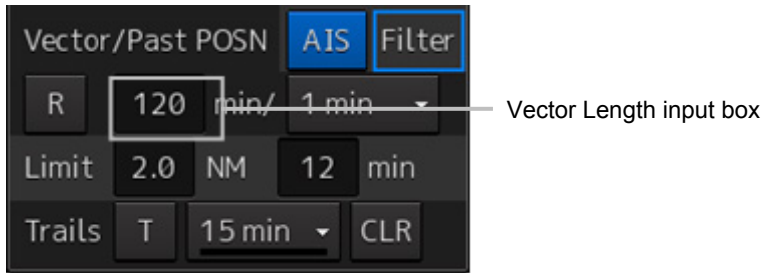 Vector/Past POSN AIS Filter
R 120 min/ 1 min
Vector Length input box
Limit 2.0 NM 12 min
Trails T 15 min CLR